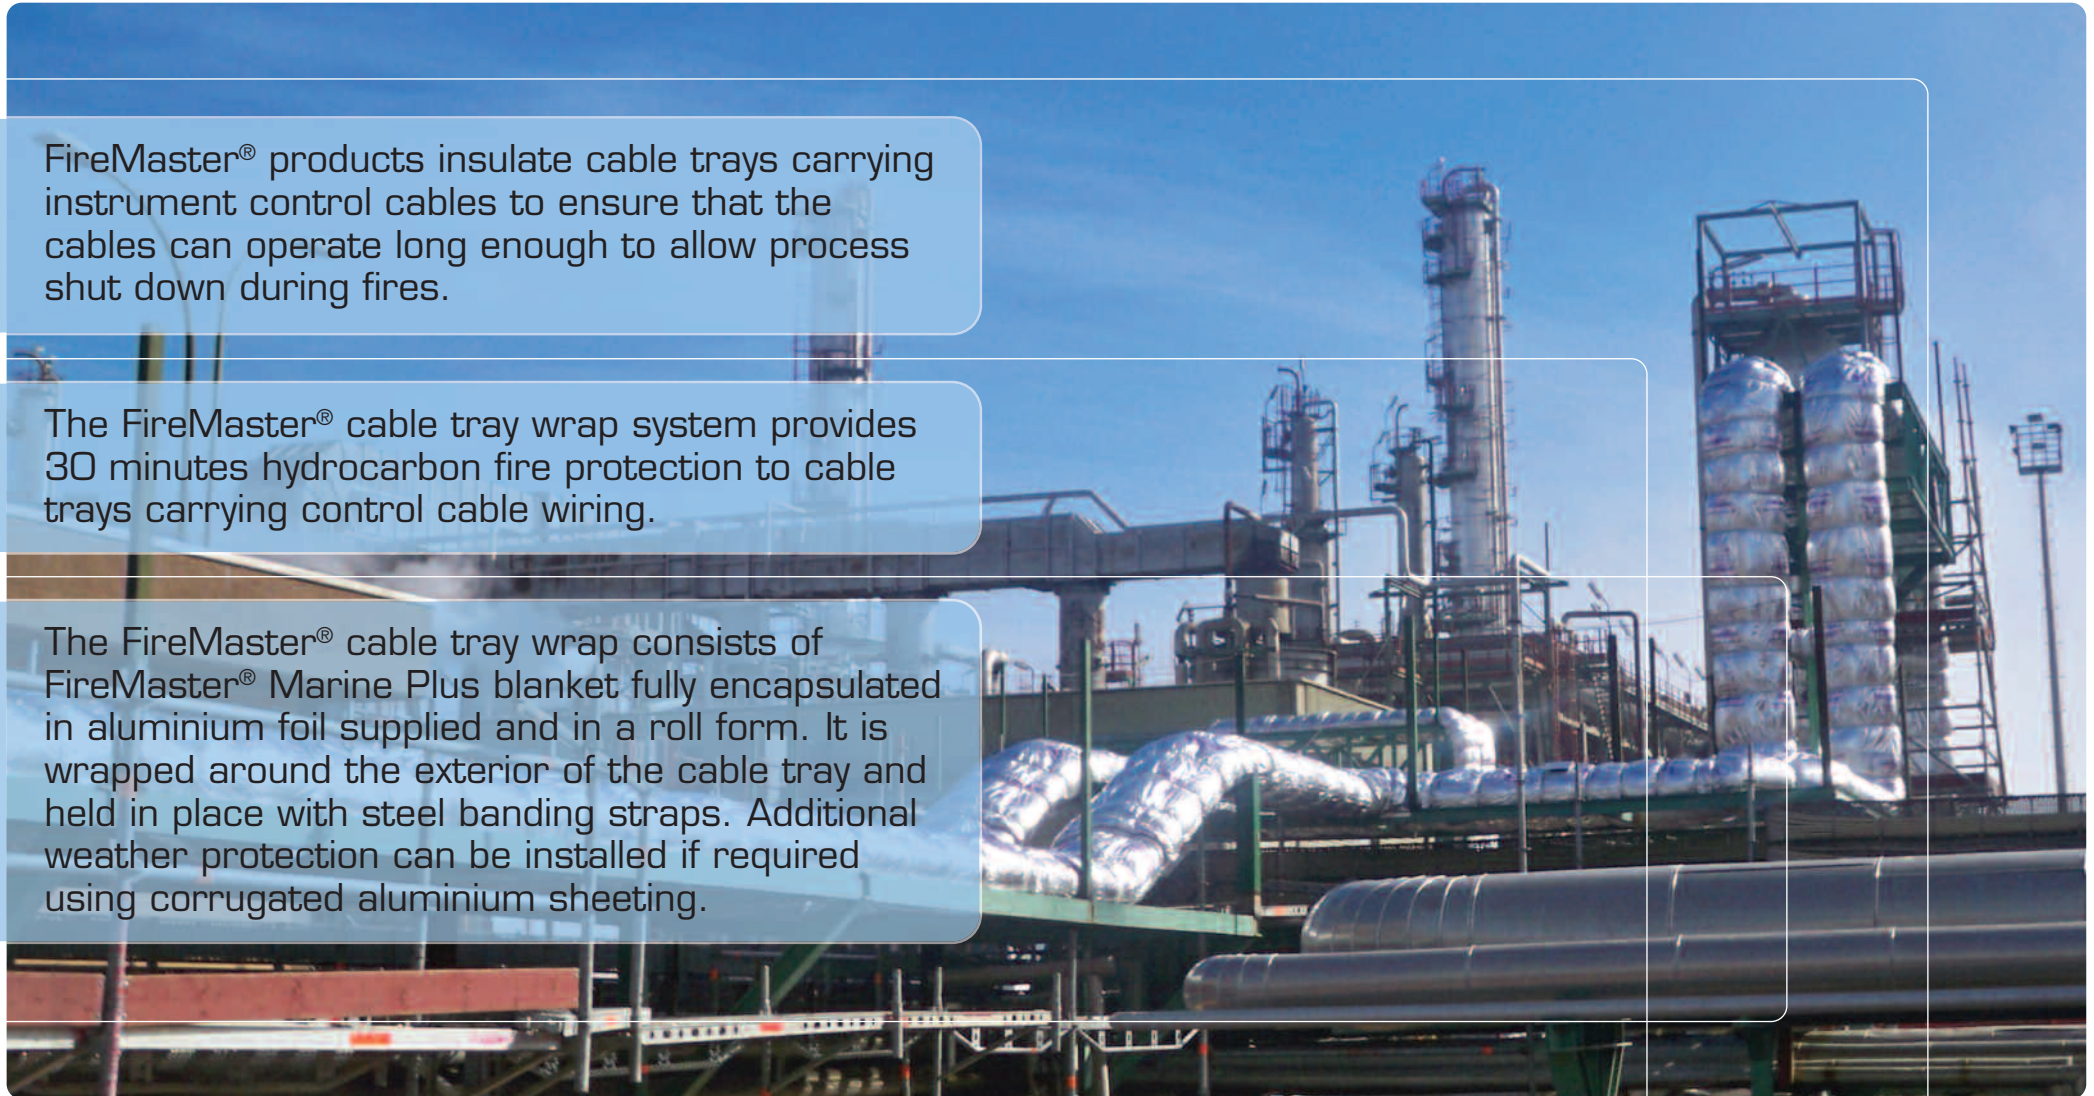 FireMaster® products insulate cable trays carrying
instrument control cables to ensure that the
cables can operate long enough to allow process
shut down during fires.
The FireMaster® cable tray wrap system provides
30 minutes hydrocarbon fire protection to cable
trays carrying control cable wiring.
The FireMaster® cable tray wrap consists of
FireMaster® Marine Plus blanket fully encapsulated
in aluminium foil supplied and in a roll form. It is
wrapped around the exterior of the cable tray and
held in place with steel banding straps. Additional
weather protection can be installed if required
using corrugated aluminium sheeting.